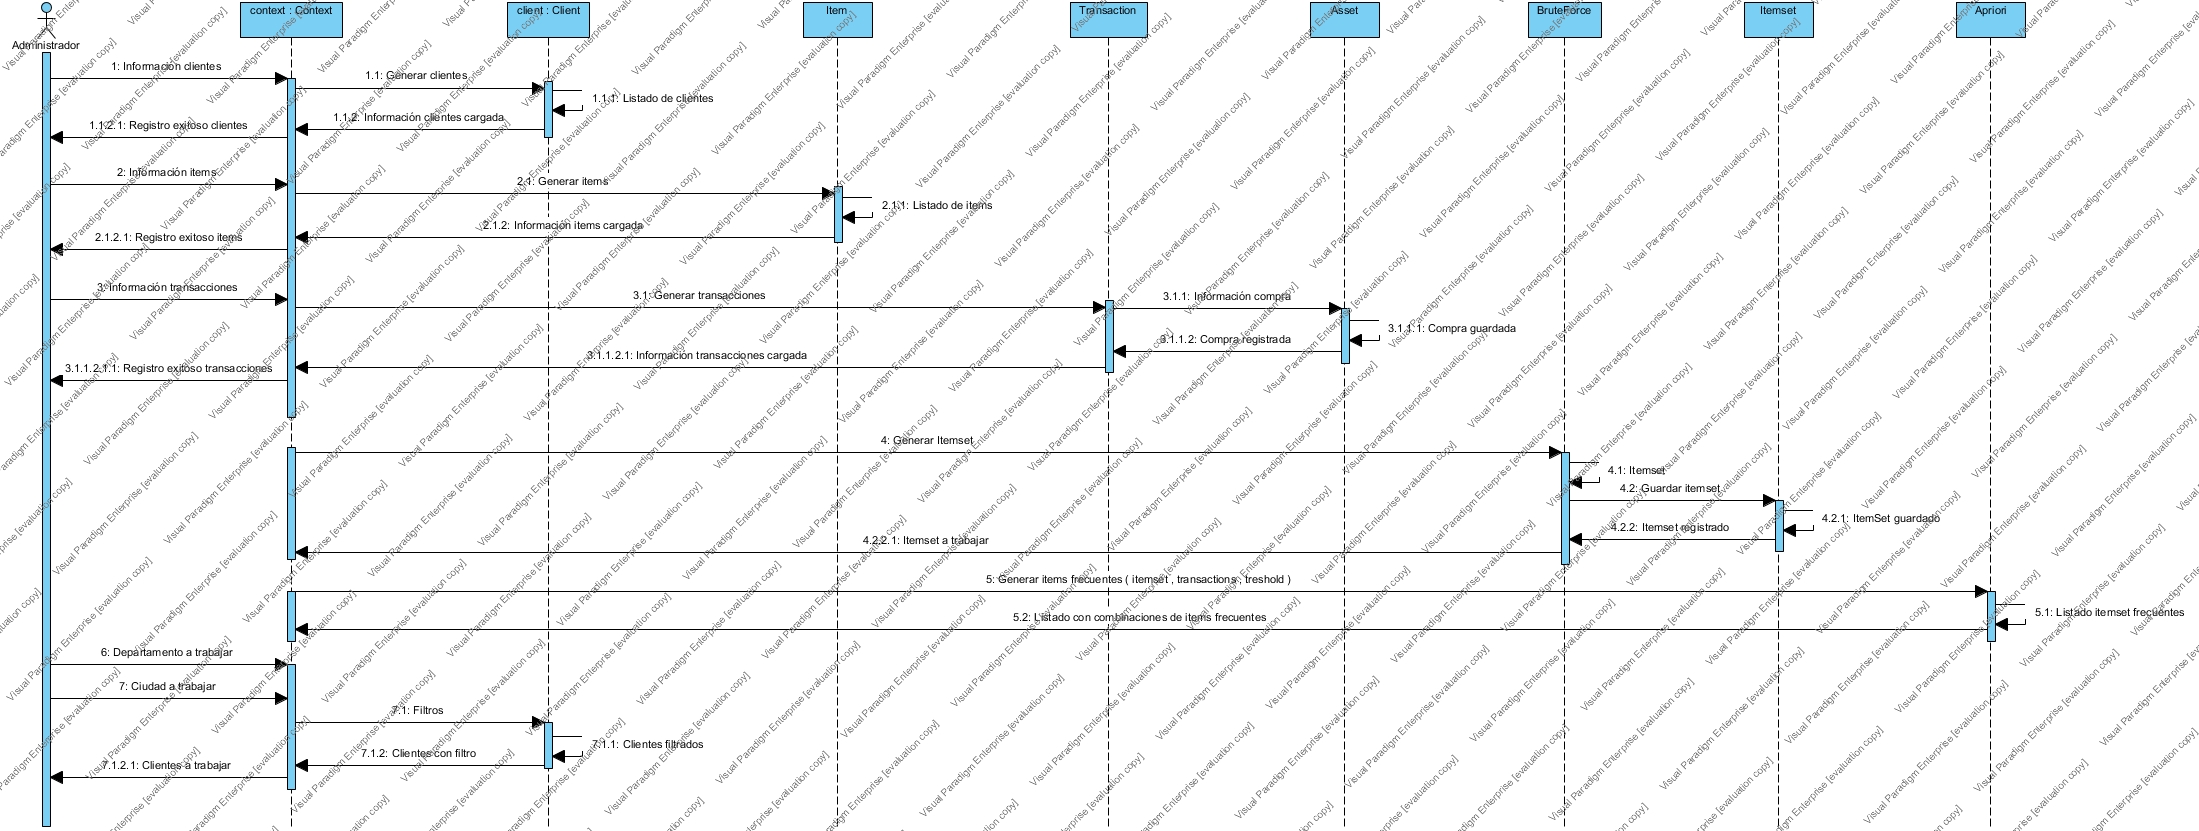 Administrador
context : Context
client : Client
Item
Transaction
Asset
BruteForce
Itemset
Apriori
1: Información clientes
1.1: Generar clientes
1.1.1: Listado de clientes
1.1.2: Información clientes cargada
1.1.2.1: Registro exitoso clientes
2: Información items
2.1: Generar items
2.1.1: Listado de items
2.1.2: Información items cargada
2.1.2.1: Registro exitoso items
3: Información transacciones
3.1: Generar transacciones
3.1.1: Información compra
3.1.1.1: Compra guardada
3.1.1.2: Compra registrada
3.1.1.2.1: Información transacciones cargada
3.1.1.2.1.1: Registro exitoso transacciones
4: Generar Itemset
4.1: Itemset
4.2: Guardar itemset
4.2.1: ItemSet guardado
4.2.2: Itemset registrado
4.2.2.1: Itemset a trabajar
5: Generar items frecuentes ( itemset , transactions , treshold )
5.1: Listado itemset frecuentes
5.2: Listado con combinaciones de items frecuentes
6: Departamento a trabajar
7: Ciudad a trabajar
7.1: Filtros
7.1.1: Clientes filtrados
7.1.2: Clientes con filtro
7.1.2.1: Clientes a trabajar
Visual Paradigm Enterprise [evaluation copy]